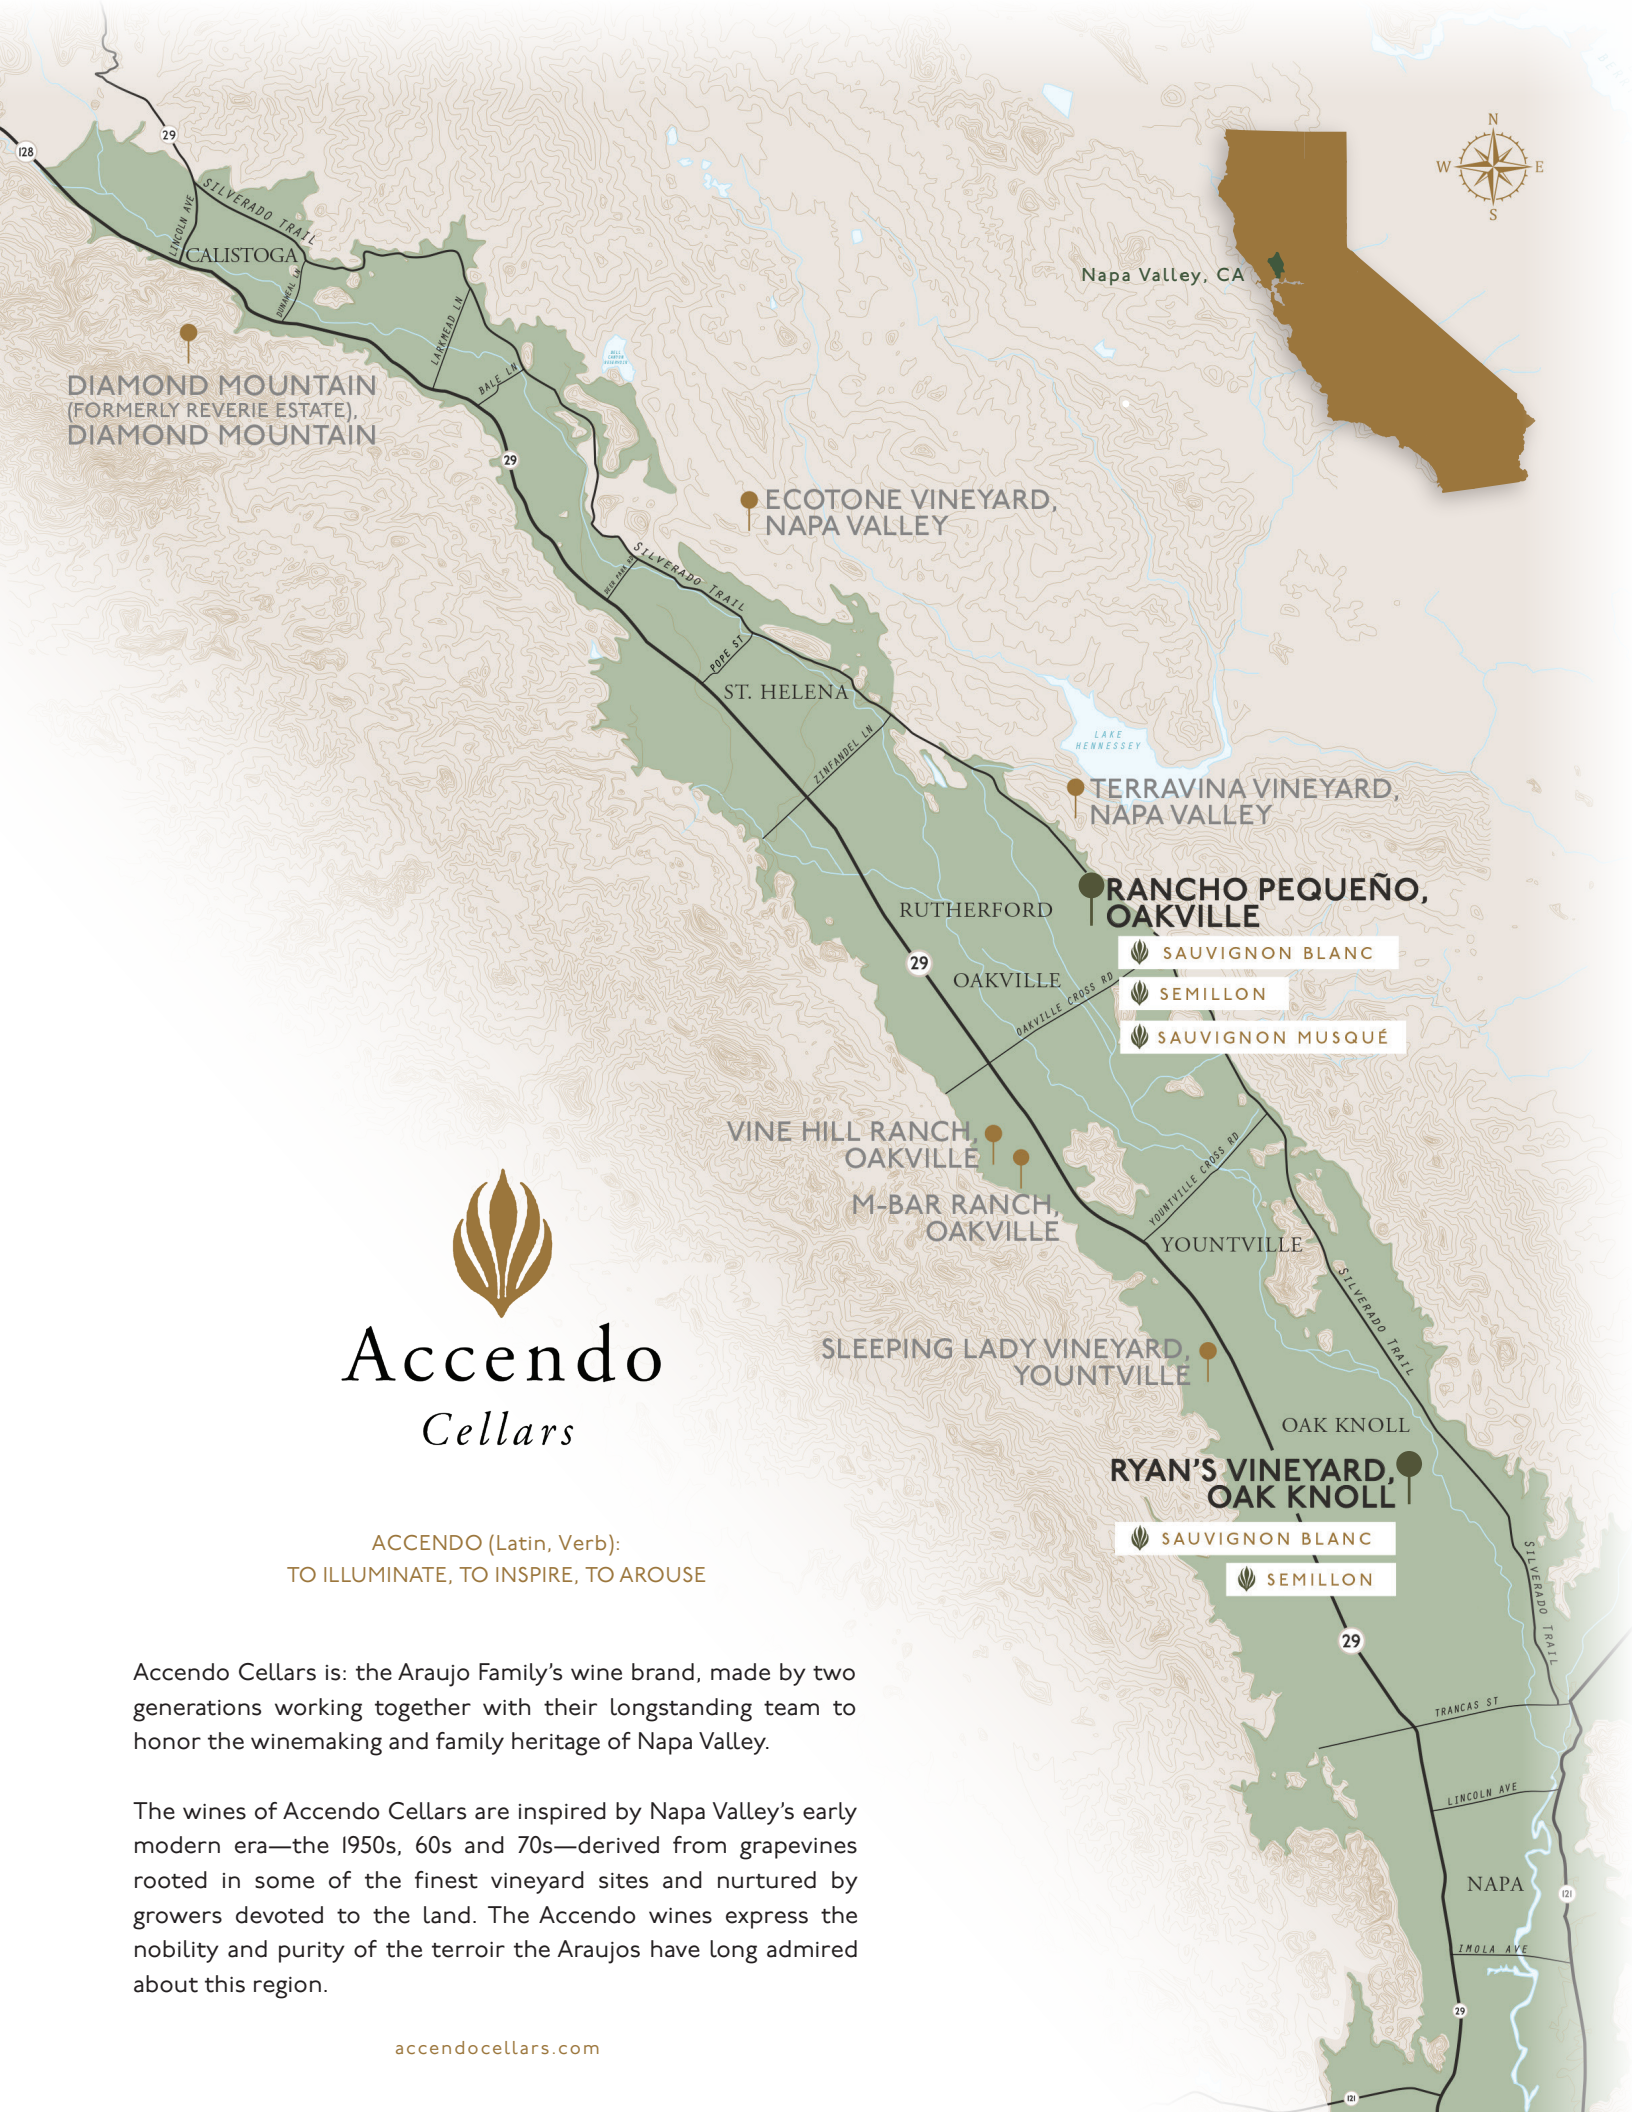 29
128
N
W
E
S
SILVERADO TRAIL
LINCOLN AVE
CALISTOGA
Napa Valley, CA
DUNAWEAL LN
LARKMEAD LN
BELL
CANYON
RESERVOIR
BALE LN
DIAMOND MOUNTAIN
(FORMERLY REVERIE ESTATE),
DIAMOND MOUNTAIN
29
ECOTONE VINEYARD,
NAPA VALLEY
SILVERADO TRAIL
DEER PARK RD
POPE ST
ST. HELENA
ZINFANDEL LN
LAKE
HENNESSEY
TERRAVINA VINEYARD,
NAPA VALLEY
RANCHO PEQUEÑO,
OAKVILLE
RUTHERFORD
SAUVIGNON BLANC
29
OAKVILLE
OAKVILLE CROSS RD
SEMILLON
SAUVIGNON MUSQUÉ
VINE HILL RANCH,
OAKVILLE
M-BAR RANCH,
OAKVILLE
YOUNTVILLE CROSS RD
YOUNTVILLE
SILVERADO TRAIL
SLEEPING LADY VINEYARD,
YOUNTVILLE
OAK KNOLL
RYAN'S VINEYARD,
OAK KNOLL
SAUVIGNON BLANC
SEMILLON
SILVERADO TRAIL
29
TRANCAS ST
LINCOLN AVE
NAPA
121
IMOLA AVE
29
121
Accendo
Cellars
ACCENDO (Latin, Verb):
TO ILLUMINATE, TO INSPIRE, TO AROUSE
Accendo Cellars is: the Araujo Family's wine brand, made by two
generations working together with their longstanding team to
honor the winemaking and family heritage of Napa Valley.
The wines of Accendo Cellars are inspired by Napa Valley's early
modern era—the 1950s, 60s and 70s—derived from grapevines
rooted in some of the finest vineyard sites and nurtured by
growers devoted to the land. The Accendo wines express the
nobility and purity of the terroir the Araujos have long admired
about this region.
accendocellars.com